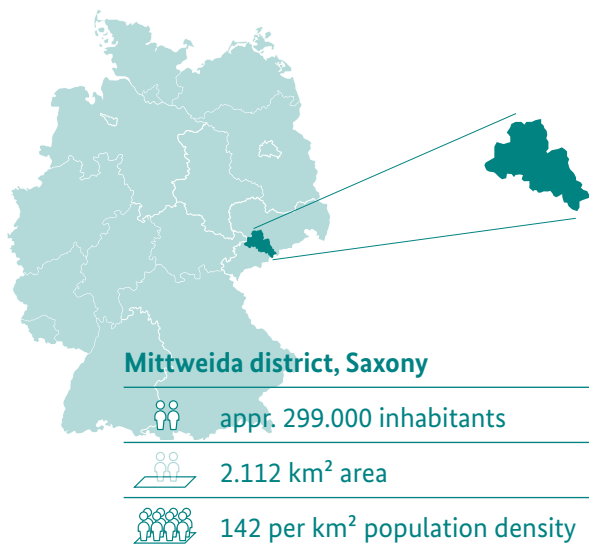 Mittweida district, Saxony
appr. 299.000 inhabitants
2.112 km² area
142 per km² population density